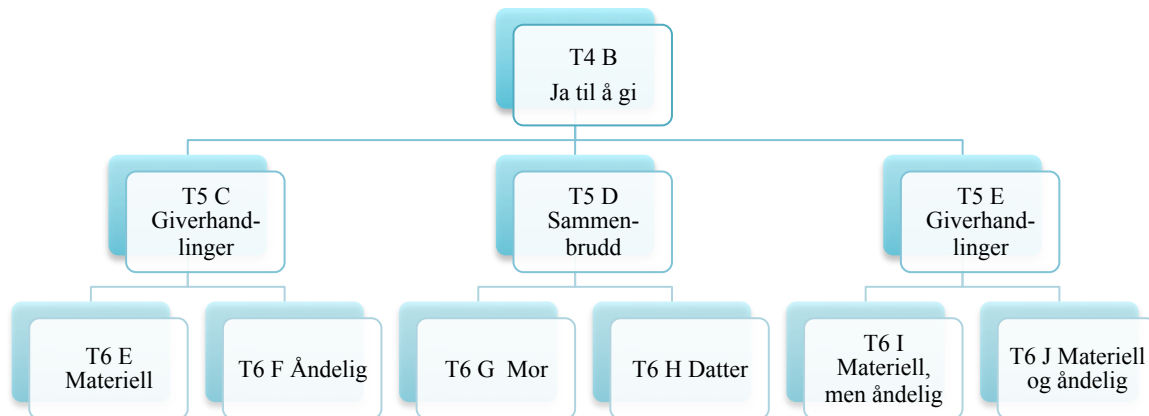 T4 B
Ja til å gi
T5 C
Giverhand-
linger
T5 D
Sammen-
brudd
T5 E
Giverhand-
linger
T6 E
Materiell
T6 F Åndelig
T6 G  Mor
T6 H Datter
T6 I
Materiell,
men åndelig
T6 J Materiell
og åndelig